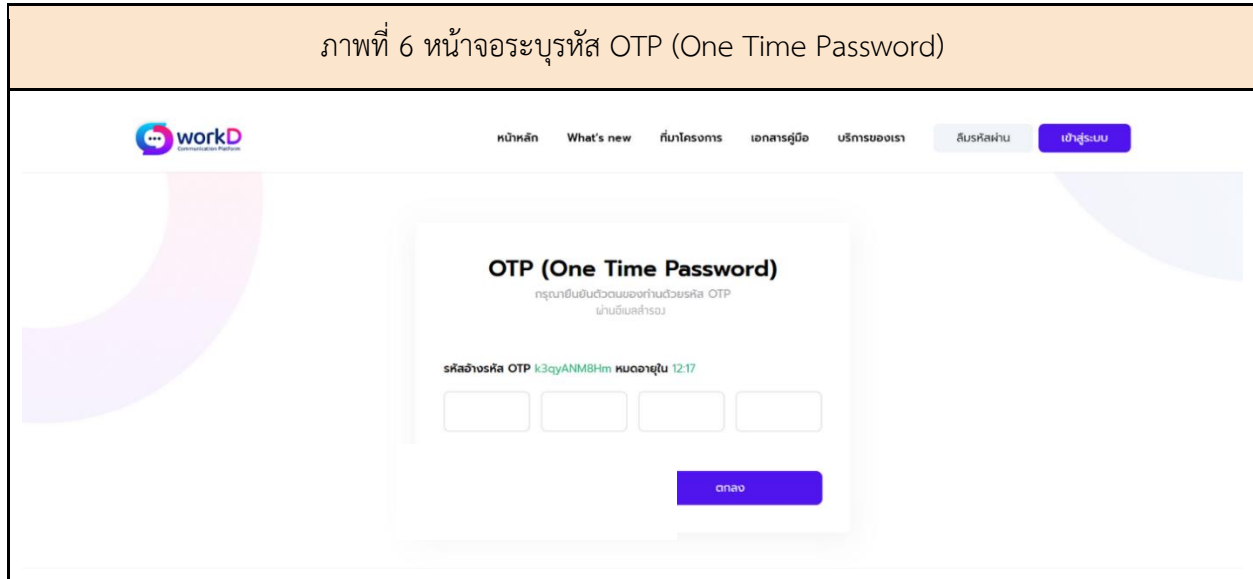 ภาพที่ 6 หน้าจอระบุรหัส OTP (One Time Password)
workD
Communication Platform
หน้าหลัก What's new ที่มาโครงการ เอกสารคู่มือ บริการของเรา ลืมรหัสผ่าน เข้าสู่ระบบ
OTP (One Time Password)
กรุณายืนยันตัวตนของท่านด้วยรหัส OTP
ผ่านอีเมลสำรอง
รหัสอ้างรหัส OTP k3qyANM8Hm หมดอายุใน 12:17
ตกลง